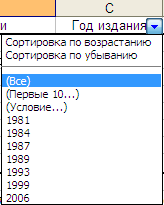 C
и
Год издания
Сортировка по возрастанию
Сортировка по убыванию
(Все)
(Первые 10...)
(Условие...)
1981
1984
1987
1989
1993
1999
2006